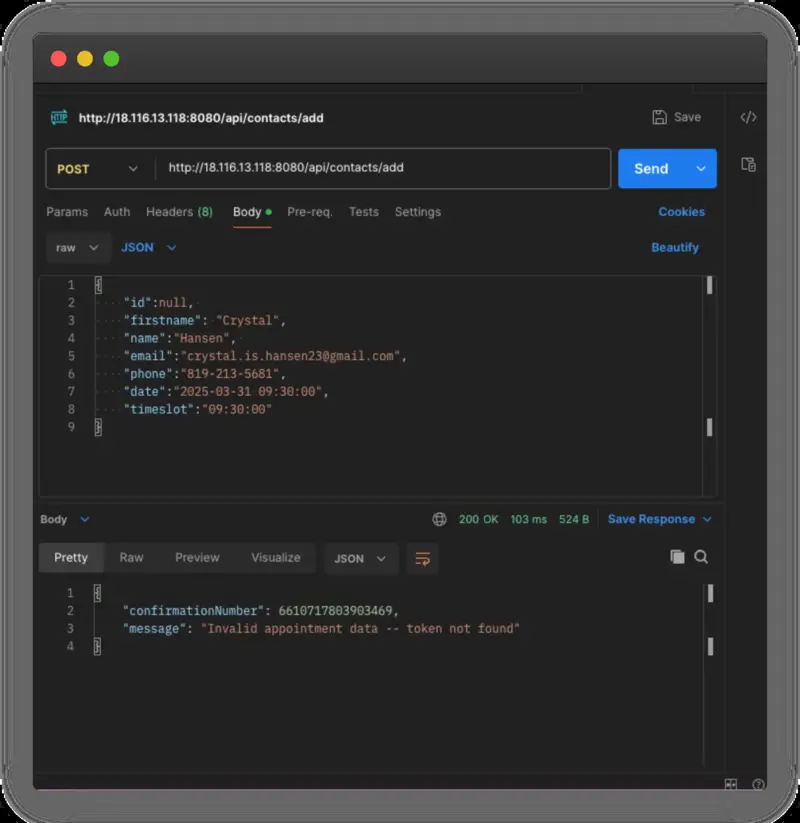 HTTP http://18.116.13.118:8080/api/contacts/add Save </>
POST http://18.116.13.118:8080/api/contacts/add Send
Params Auth Headers (8) Body Pre-req. Tests Settings Cookies
raw JSON Beautify
1 {
2 "id":null,
3 "firstname": "Crystal",
4 "name":"Hansen",
5 "email":"crystal.is.hansen23@gmail.com",
6 "phone":"819-213-5681",
7 "date":"2025-03-31 09:30:00",
8 "timeslot":"09:30:00"
9 }
Body 200 OK 103 ms 524 B Save Response
Pretty Raw Preview Visualize JSON
1 {
2 "confirmationNumber": 6610717803903469,
3 "message": "Invalid appointment data -- token not found"
4 }